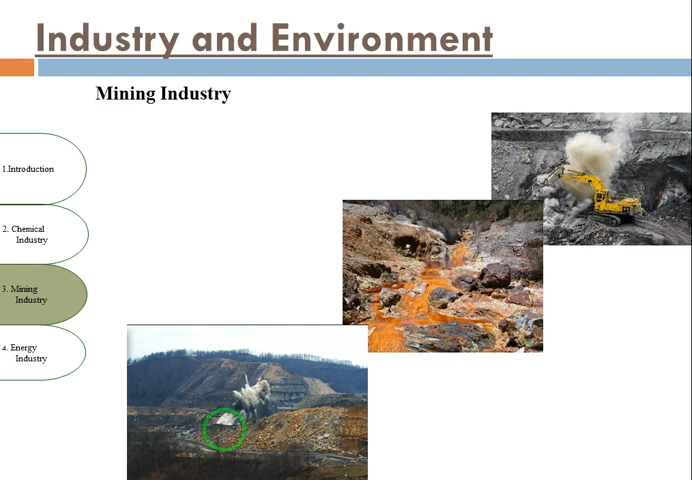 Industry and Environment
Mining Industry
1.Introduction
2. Chemical
Industry
3. Mining
Industry
4. Energy
Industry